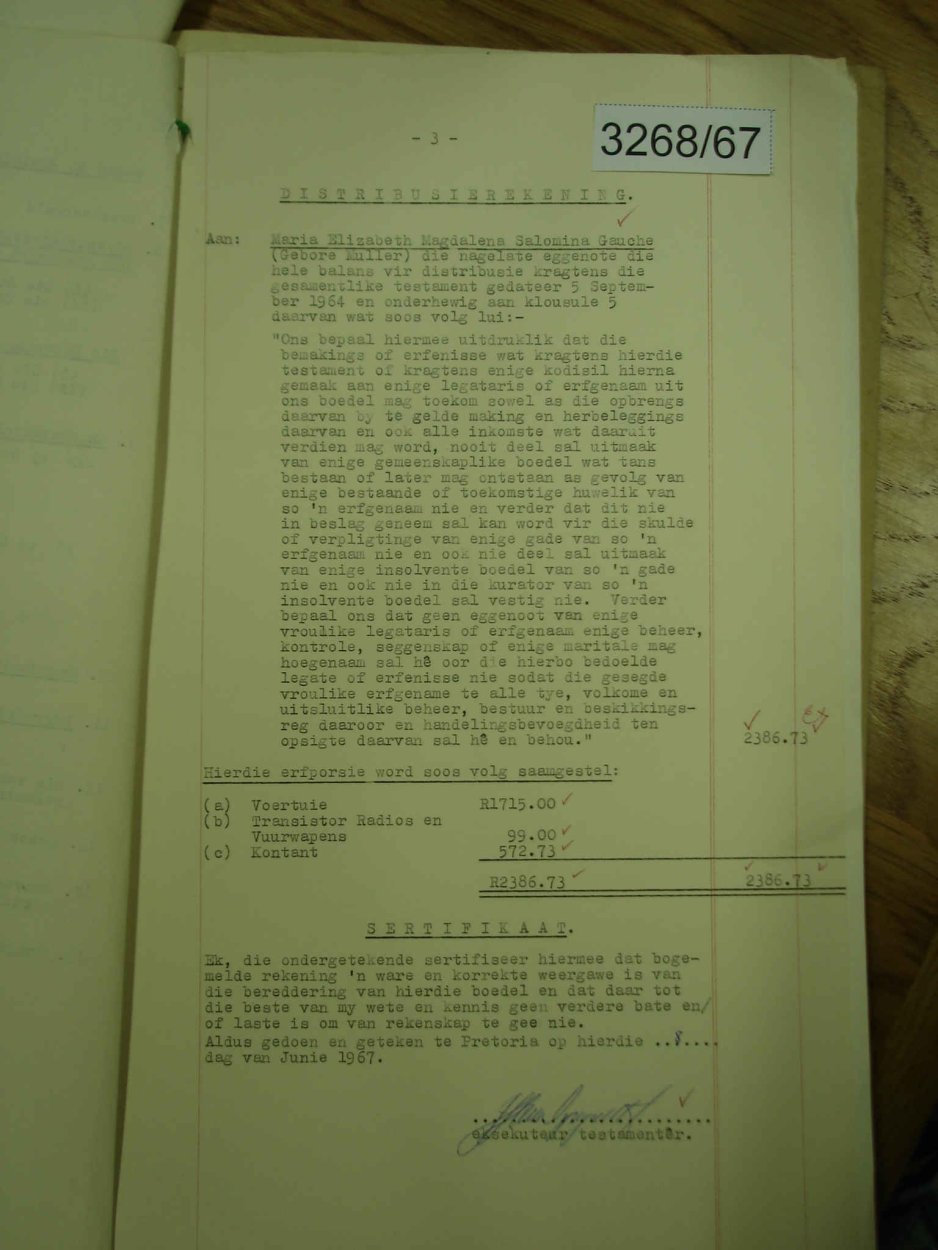 - 3 -
3268/67
DISTRIBUSIEREKENING.
Aan: Maria Elizabeth Magdalena Salomina Gauche
(Gebore Muller) die nagelate eggenote die
hele balans vir distribusie kragtens die
gesamentlike testament gedateer 5 Septem-
ber 1964 en onderhewig aan klousule 5
daarvan wat soos volg lui:-
"Ons bepaal hiermee uitdruklik dat die
bemakings of erfenisse wat kragtens hierdie
testament of kragtens enige kodisil hierna
gemaak aan enige legataris of erfgenaam uit
ons boedel mag toekom sowel as die opbrengs
daarvan by te gelde making en herbeleggings
daarvan en ook alle inkomste wat daaruit
verdien mag word, nooit deel sal uitmaak
van enige gemeenskaplike boedel wat tans
bestaan of later mag ontstaan as gevolg van
enige bestaande of toekomstige huwelik van
so 'n erfgenaam nie en verder dat dit nie
in beslag geneem sal kan word vir die skulde
of verpligtinge van enige gade van so 'n
erfgenaam nie en ook nie deel sal uitmaak
van enige insolvente boedel van so 'n gade
nie en ook nie in die kurator van so 'n
insolvente boedel sal vestig nie. Verder
bepaal ons dat geen eggenoot van enige
vroulike legataris of erfgenaam enige beheer,
kontrole, seggenskap of enige maritale mag
hoegenaam sal hê oor die hierbo bedoelde
legate of erfenisse nie sodat die gesegde
vroulike erfgename te alle tye, volkome en
uitsluitlike beheer, bestuur en beskikkings-
reg daaroor en handelingsbevoegdheid ten
opsigte daarvan sal hê en behou." 2386.73
Hierdie erfporsie word soos volg saamgestel:
(a) Voertuie R1715.00
(b) Transistor Radios en
Vuurwapens 99.00
(c) Kontant 572.73
R2386.73 2386.73
SERTIFIKAAT.
Ek, die ondergetekende sertifiseer hiermee dat boge-
melde rekening 'n ware en korrekte weergawe is van
die bereddering van hierdie boedel en dat daar tot
die beste van my wete en kennis geen verdere bate en/
of laste is om van rekenskap te gee nie.
Aldus gedoen en geteken te Pretoria op hierdie ..8....
dag van Junie 1967.
eksekuteur testamentêr.